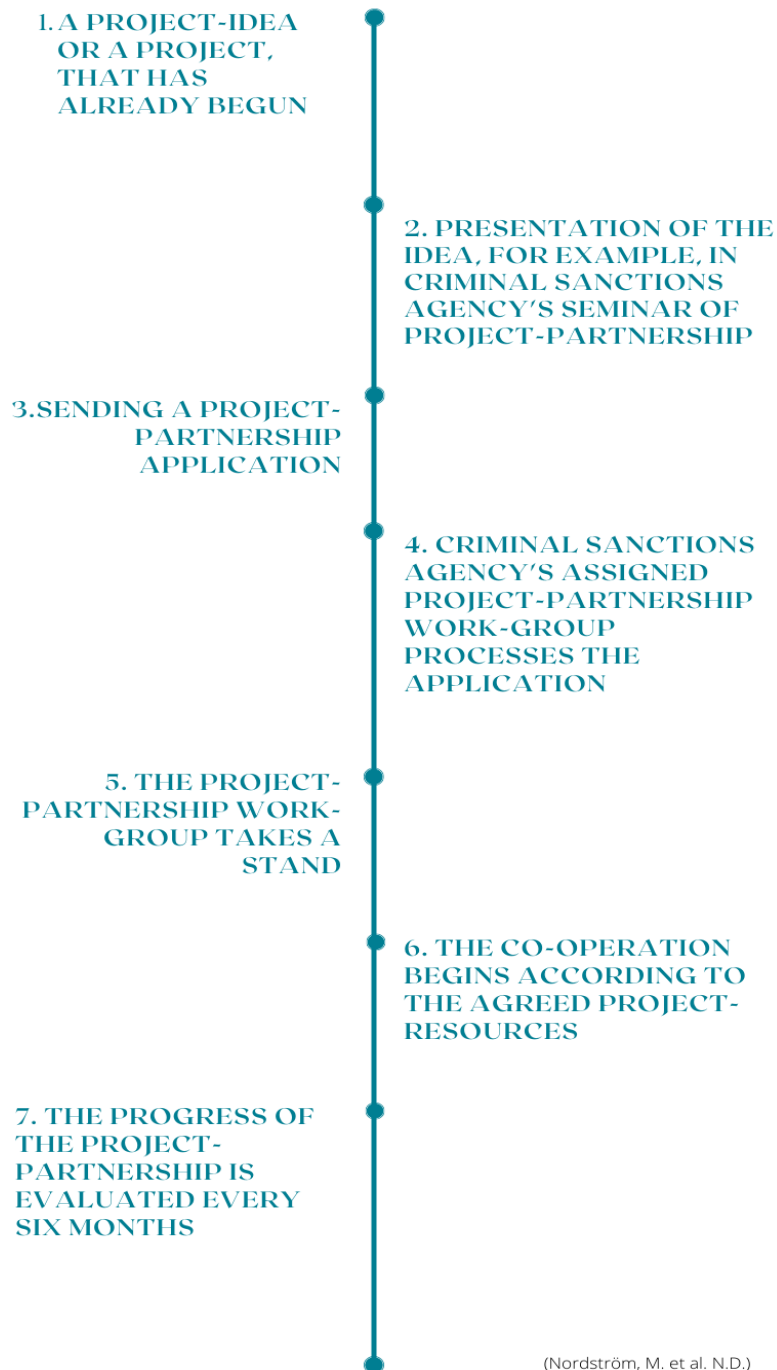 1. A PROJECT-IDEA
OR A PROJECT,
THAT HAS
ALREADY BEGUN
2. PRESENTATION OF THE
IDEA, FOR EXAMPLE, IN
CRIMINAL SANCTIONS
AGENCY'S SEMINAR OF
PROJECT-PARTNERSHIP
3.SENDING A PROJECT-
PARTNERSHIP
APPLICATION
4. CRIMINAL SANCTIONS
AGENCY'S ASSIGNED
PROJECT-PARTNERSHIP
WORK-GROUP
PROCESSES THE
APPLICATION
5. THE PROJECT-
PARTNERSHIP WORK-
GROUP TAKES A
STAND
6. THE CO-OPERATION
BEGINS ACCORDING TO
THE AGREED PROJECT-
RESOURCES
7. THE PROGRESS OF
THE PROJECT-
PARTNERSHIP IS
EVALUATED EVERY
SIX MONTHS
(Nordström, M. et al. N.D.)